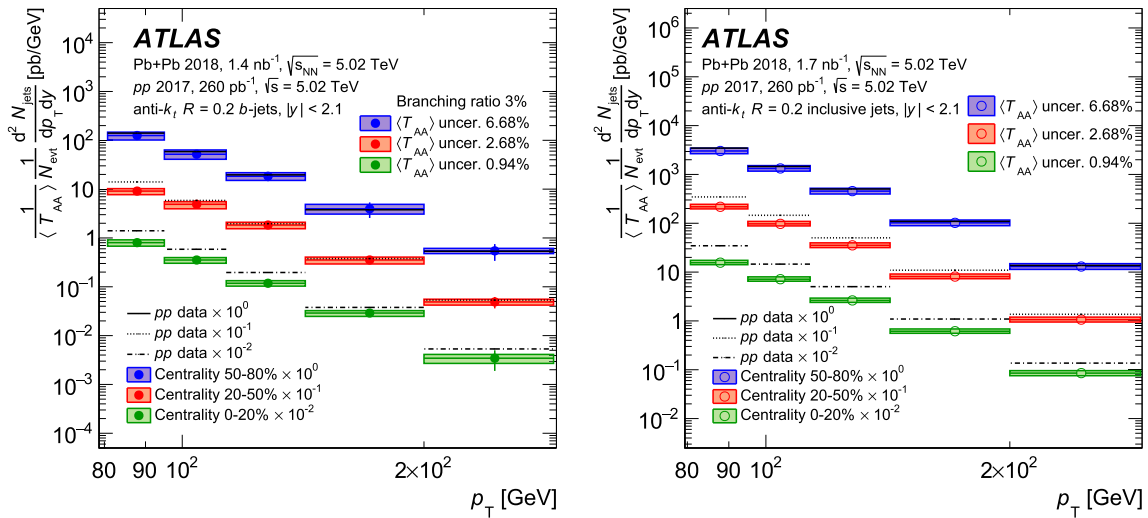 ATLAS
Pb+Pb 2018, 1.4 nb⁻¹, √s_NN = 5.02 TeV
pp 2017, 260 pb⁻¹, √s = 5.02 TeV
anti-k_t R = 0.2 b-jets, |y| < 2.1
Branching ratio 3%
⟨T_AA⟩ uncer. 6.68%
⟨T_AA⟩ uncer. 2.68%
⟨T_AA⟩ uncer. 0.94%
1/⟨T_AA⟩ 1/N_evt d² N_jets/dp_T dy [pb/GeV]
10⁴
10³
10²
10
1
10⁻¹
10⁻²
10⁻³
10⁻⁴
pp data × 10⁰
pp data × 10⁻¹
pp data × 10⁻²
Centrality 50-80% × 10⁰
Centrality 20-50% × 10⁻¹
Centrality 0-20% × 10⁻²
80 90 10² 2×10²
p_T [GeV]
ATLAS
Pb+Pb 2018, 1.7 nb⁻¹, √s_NN = 5.02 TeV
pp 2017, 260 pb⁻¹, √s = 5.02 TeV
anti-k_t R = 0.2 inclusive jets, |y| < 2.1
⟨T_AA⟩ uncer. 6.68%
⟨T_AA⟩ uncer. 2.68%
⟨T_AA⟩ uncer. 0.94%
1/⟨T_AA⟩ 1/N_evt d² N_jets/dp_T dy [pb/GeV]
10⁶
10⁵
10⁴
10³
10²
10
1
10⁻¹
10⁻²
pp data × 10⁰
pp data × 10⁻¹
pp data × 10⁻²
Centrality 50-80% × 10⁰
Centrality 20-50% × 10⁻¹
Centrality 0-20% × 10⁻²
80 90 10² 2×10²
p_T [GeV]